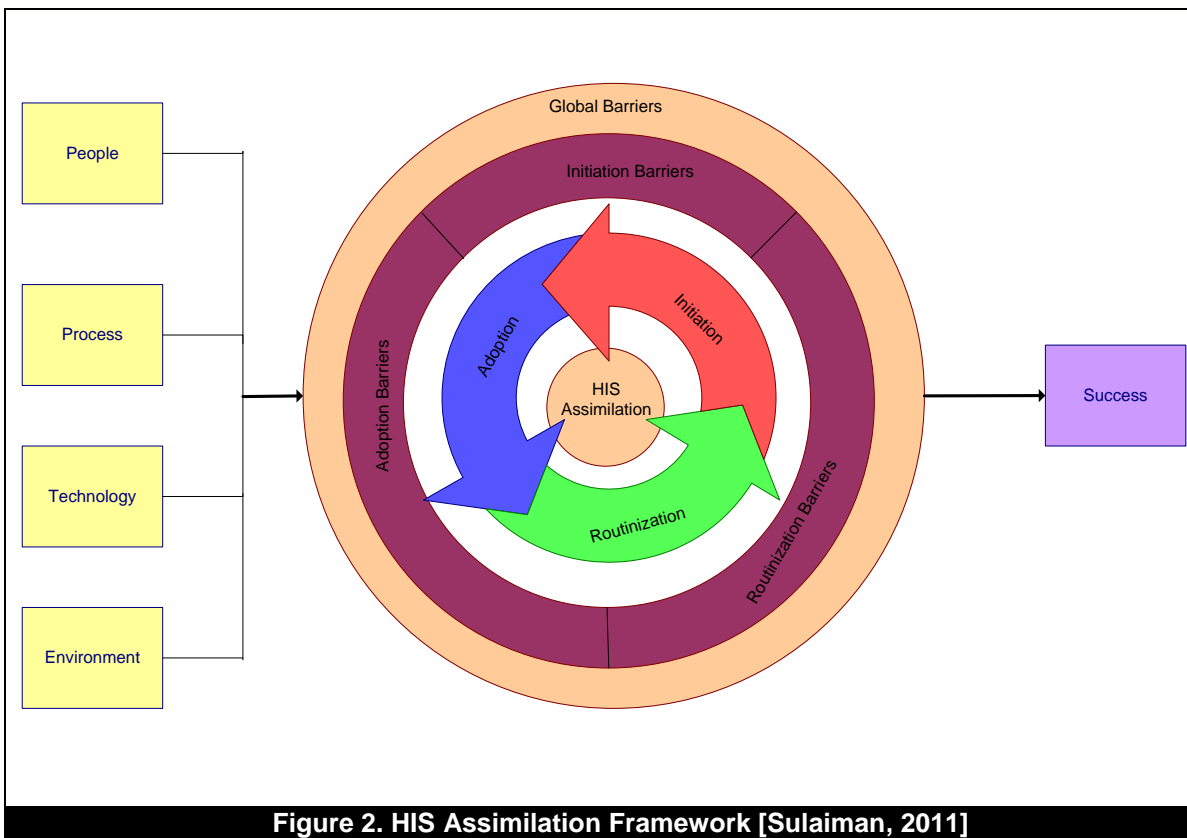 People
Process
Technology
Environment
Global Barriers
Initiation Barriers
Adoption Barriers
Routinization Barriers
Initiation
Adoption
Routinization
HIS
Assimilation
Success
Figure 2. HIS Assimilation Framework [Sulaiman, 2011]